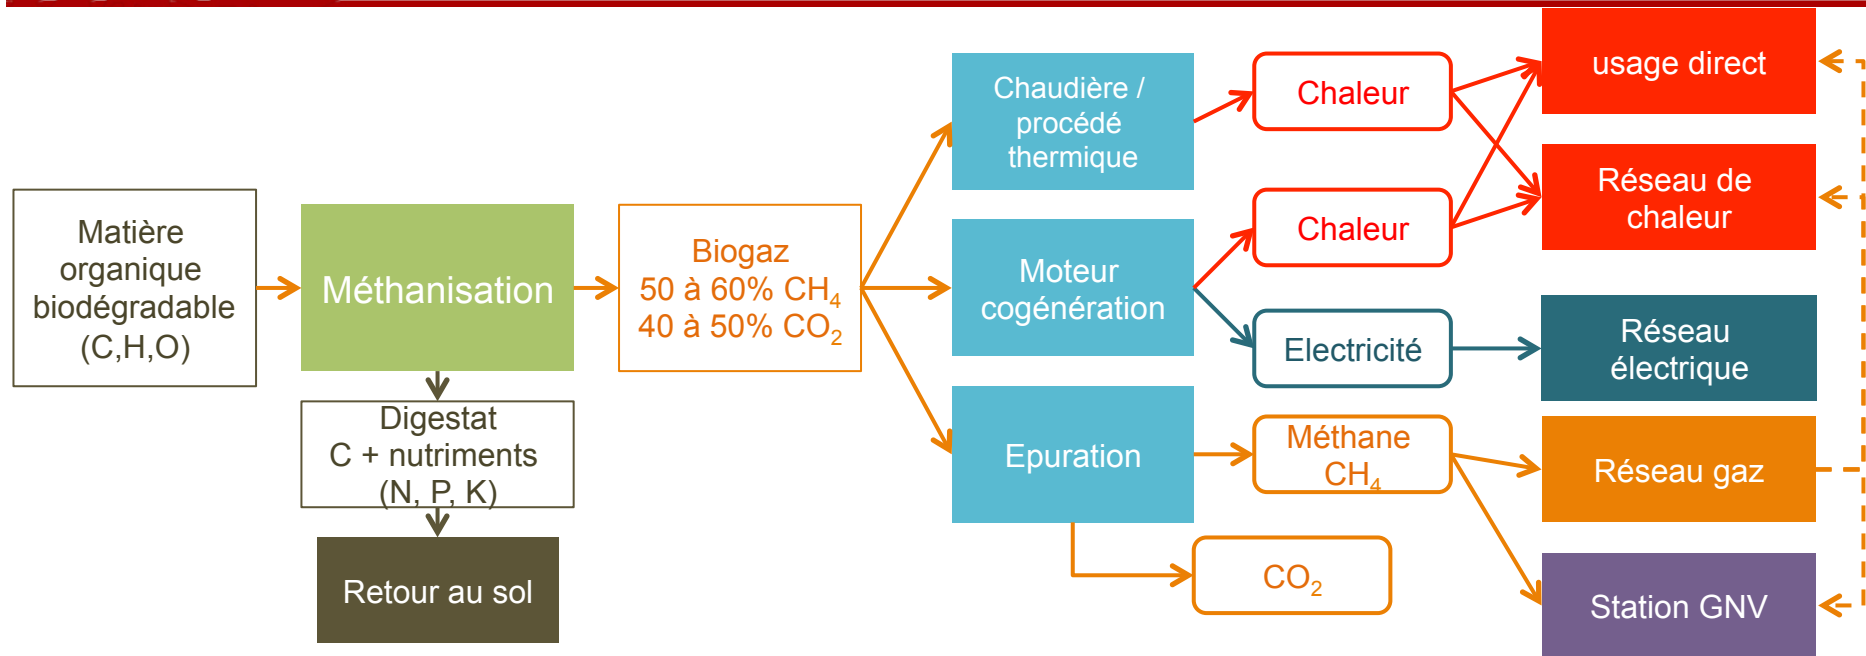 Matière
organique
biodégradable
(C,H,O)
Méthanisation
Digestat
C + nutriments
(N, P, K)
Retour au sol
Biogaz
50 à 60% CH₄
40 à 50% CO₂
Chaudière /
procédé
thermique
Moteur
cogénération
Epuration
Chaleur
Chaleur
Electricité
Méthane
CH₄
CO₂
usage direct
Réseau de
chaleur
Réseau
électrique
Réseau gaz
Station GNV